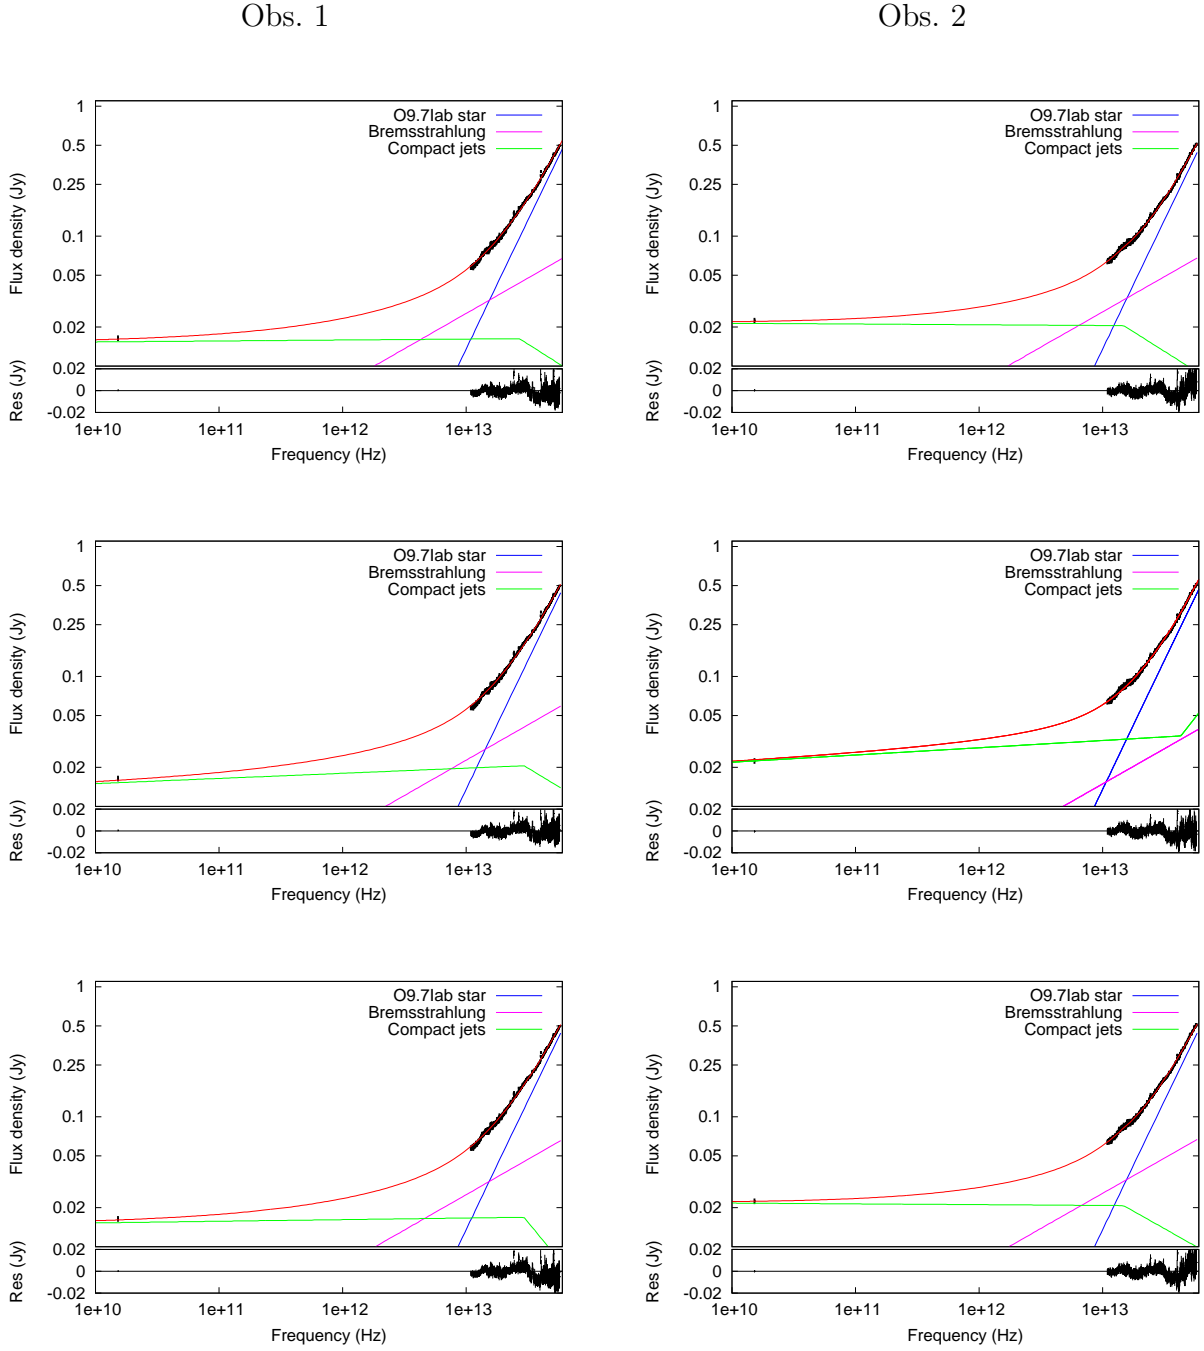 Obs. 1
Obs. 2
1
0.5
0.25
0.1
0.05
0.02
Flux density (Jy)
O9.7Iab star
Bremsstrahlung
Compact jets
0.02
0
-0.02
Res (Jy)
1e+10 1e+11 1e+12 1e+13
Frequency (Hz)
1
0.5
0.25
0.1
0.05
0.02
Flux density (Jy)
O9.7Iab star
Bremsstrahlung
Compact jets
0.02
0
-0.02
Res (Jy)
1e+10 1e+11 1e+12 1e+13
Frequency (Hz)
1
0.5
0.25
0.1
0.05
0.02
Flux density (Jy)
O9.7Iab star
Bremsstrahlung
Compact jets
0.02
0
-0.02
Res (Jy)
1e+10 1e+11 1e+12 1e+13
Frequency (Hz)
1
0.5
0.25
0.1
0.05
0.02
Flux density (Jy)
O9.7Iab star
Bremsstrahlung
Compact jets
0.02
0
-0.02
Res (Jy)
1e+10 1e+11 1e+12 1e+13
Frequency (Hz)
1
0.5
0.25
0.1
0.05
0.02
Flux density (Jy)
O9.7Iab star
Bremsstrahlung
Compact jets
0.02
0
-0.02
Res (Jy)
1e+10 1e+11 1e+12 1e+13
Frequency (Hz)
1
0.5
0.25
0.1
0.05
0.02
Flux density (Jy)
O9.7Iab star
Bremsstrahlung
Compact jets
0.02
0
-0.02
Res (Jy)
1e+10 1e+11 1e+12 1e+13
Frequency (Hz)